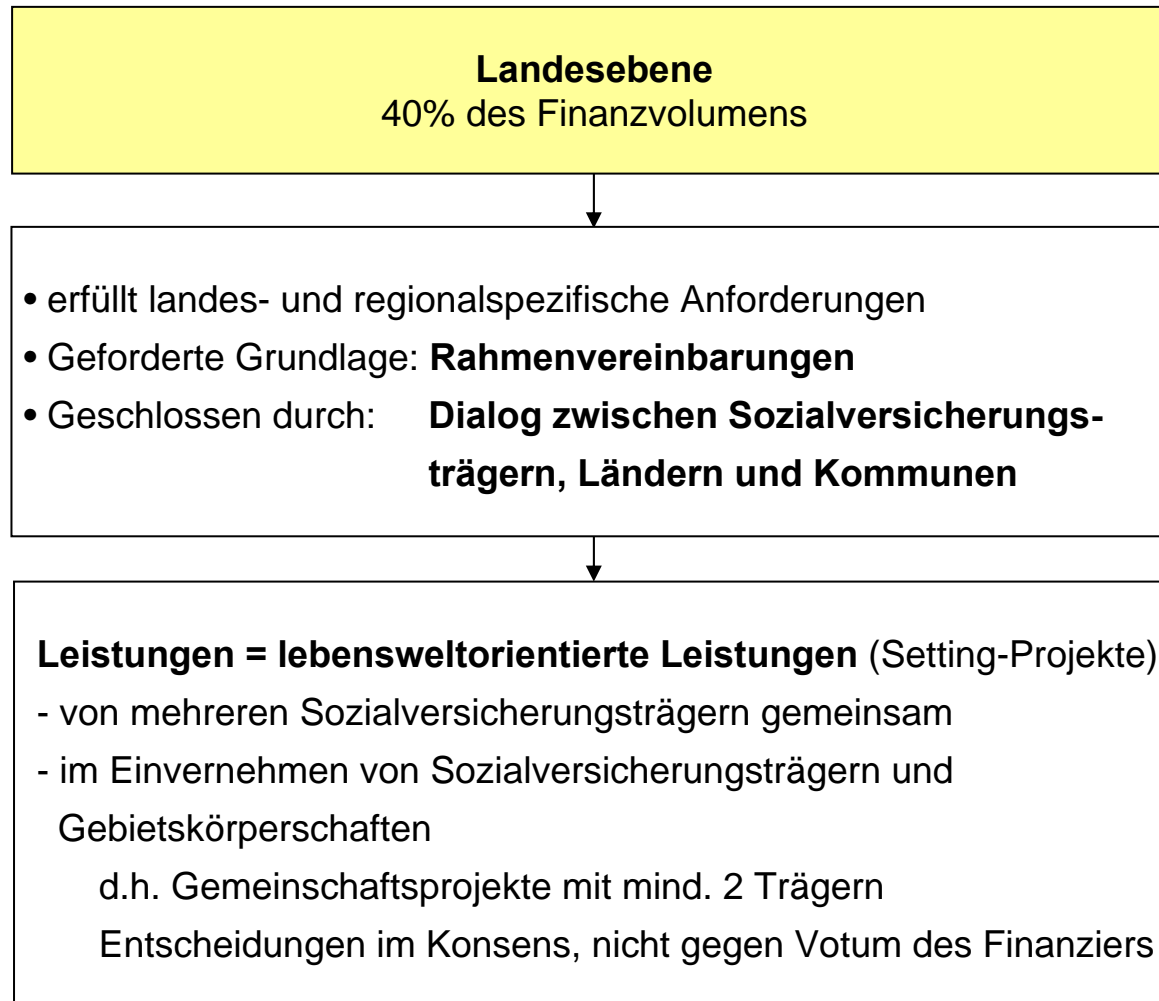 Landesebene
40% des Finanzvolumens
• erfüllt landes- und regionalspezifische Anforderungen
• Geforderte Grundlage: Rahmenvereinbarungen
• Geschlossen durch: Dialog zwischen Sozialversicherungs-
trägern, Ländern und Kommunen
Leistungen = lebensweltorientierte Leistungen (Setting-Projekte)
- von mehreren Sozialversicherungsträgern gemeinsam
- im Einvernehmen von Sozialversicherungsträgern und
Gebietskörperschaften
d.h. Gemeinschaftsprojekte mit mind. 2 Trägern
Entscheidungen im Konsens, nicht gegen Votum des Finanziers